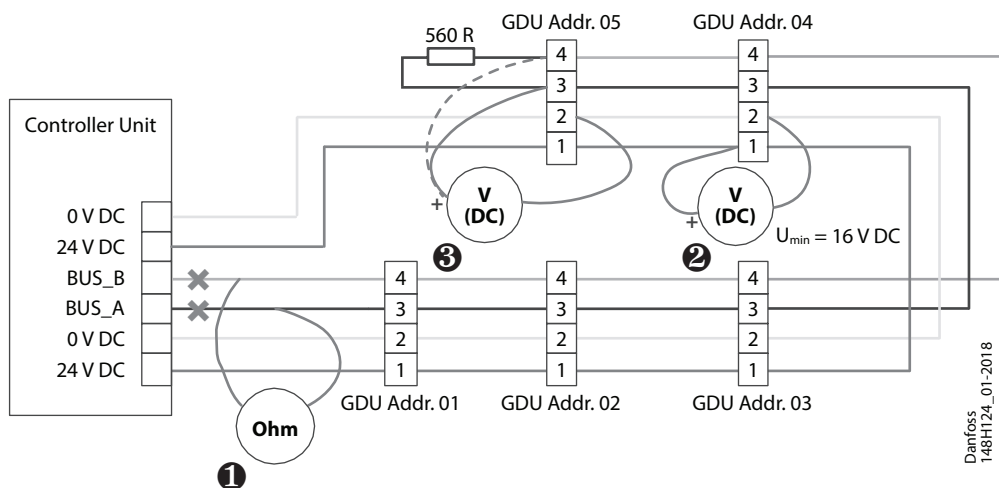 GDU Addr. 05
GDU Addr. 04
560 R
4
3
2
1
4
3
2
1
Controller Unit
0 V DC
24 V DC
BUS_B
BUS_A
0 V DC
24 V DC
V
(DC)
+
❸
V
(DC)
+
❷
Umin = 16 V DC
4
3
2
1
4
3
2
1
4
3
2
1
GDU Addr. 01
GDU Addr. 02
GDU Addr. 03
Ohm
❶
Danfoss
148H124_01-2018